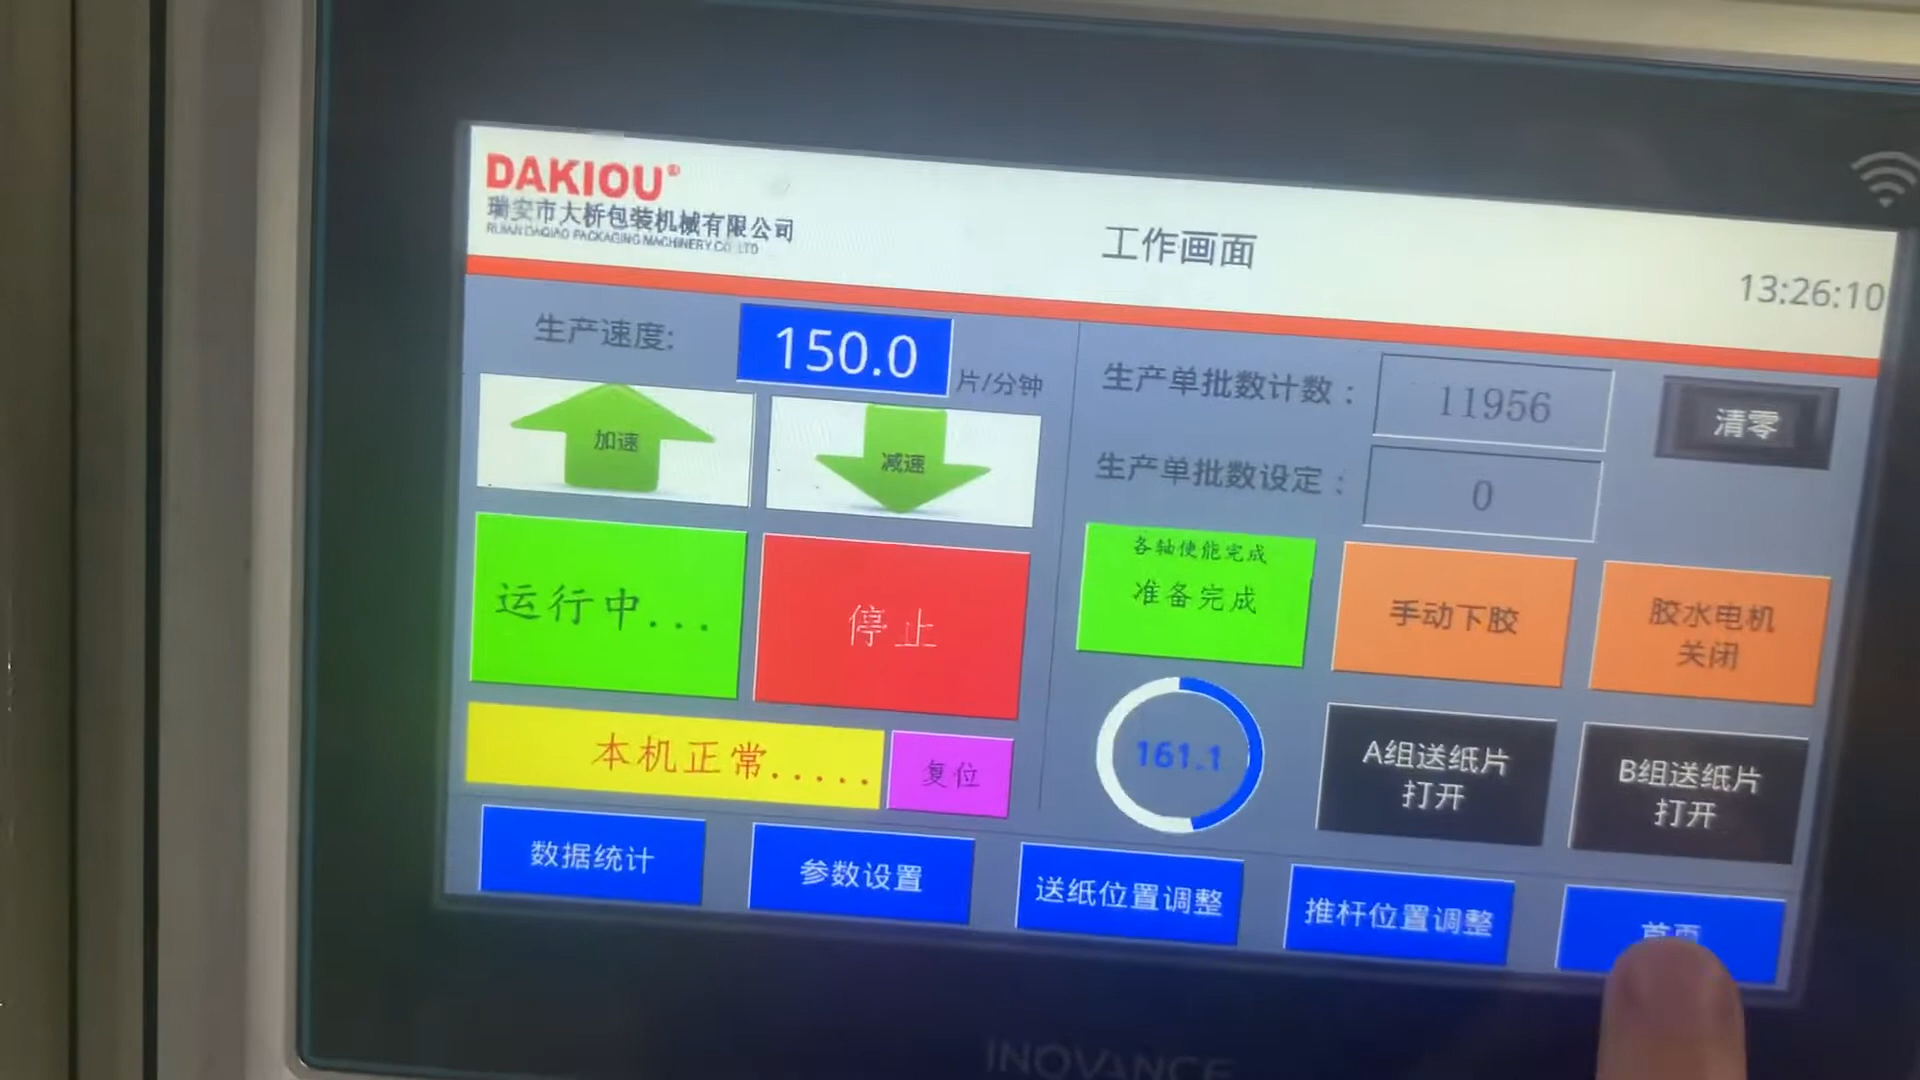 DAKIOU®
瑞安市大桥包装机械有限公司
RUIAN DAQIAO PACKAGING MACHINERY CO. LTD
工作画面
13:26:10
生产速度:
150.0
片/分钟
加速
减速
生产单批数计数：
11956
清零
生产单批数设定：
0
运行中...
停止
各轴使能完成
准备完成
手动下胶
胶水电机
关闭
本机正常.....
复位
161.1
A组送纸片
打开
B组送纸片
打开
数据统计
参数设置
送纸位置调整
推杆位置调整
首页
INOVANCE